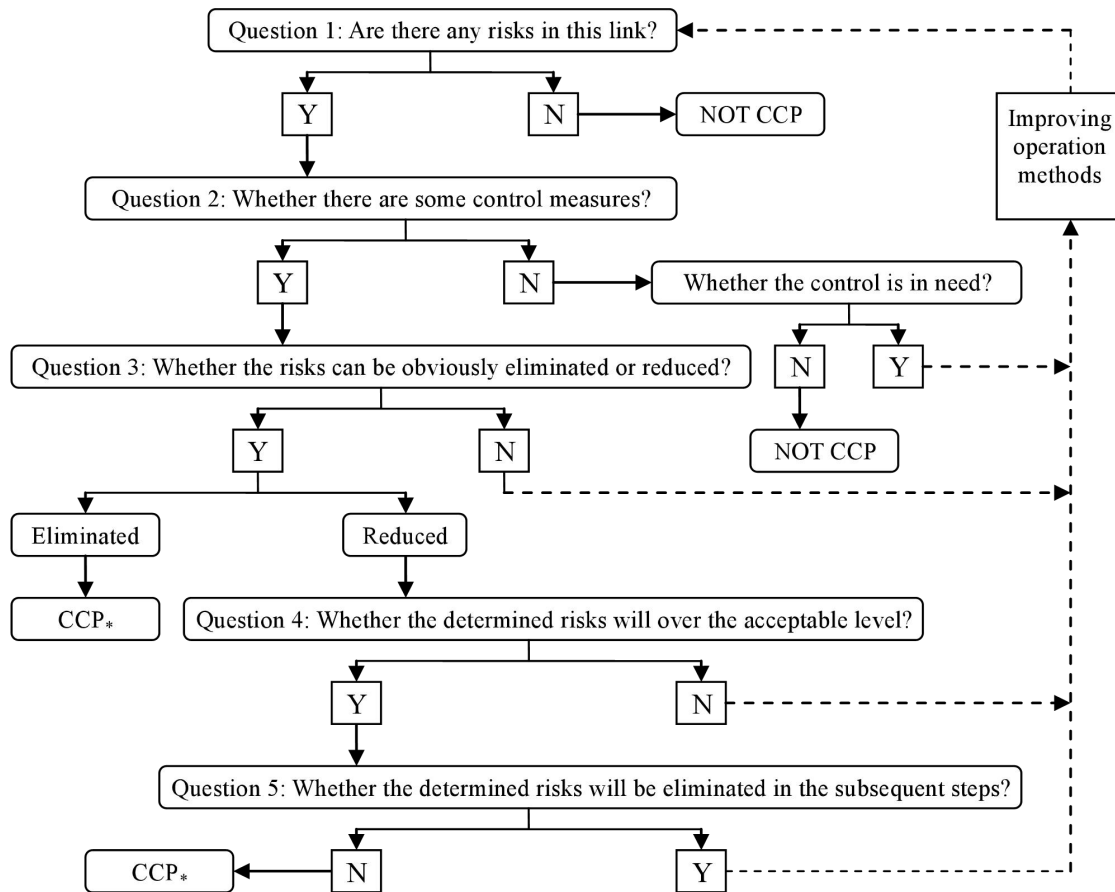 Question 1: Are there any risks in this link?
Y
N
NOT CCP
Improving
operation
methods
Question 2: Whether there are some control measures?
Y
N
Whether the control is in need?
Question 3: Whether the risks can be obviously eliminated or reduced?
N
Y
Y
N
NOT CCP
Eliminated
Reduced
CCP*
Question 4: Whether the determined risks will over the acceptable level?
Y
N
Question 5: Whether the determined risks will be eliminated in the subsequent steps?
CCP*
N
Y